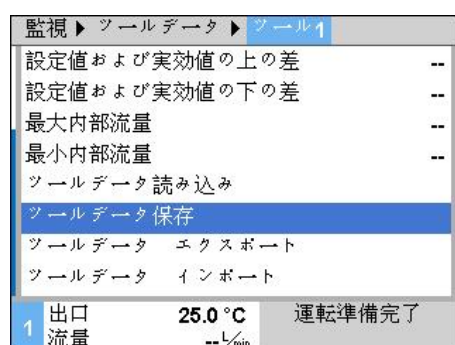 監視 ▶ ツールデータ ▶ ツール1
設定値および実効値の上の差 --
設定値および実効値の下の差 --
最大内部流量 --
最小内部流量 --
ツールデータ読み込み
ツールデータ保存
ツールデータ エクスポート
ツールデータ インポート
1 出口 25.0 °C 運転準備完了
流量 -- L/min